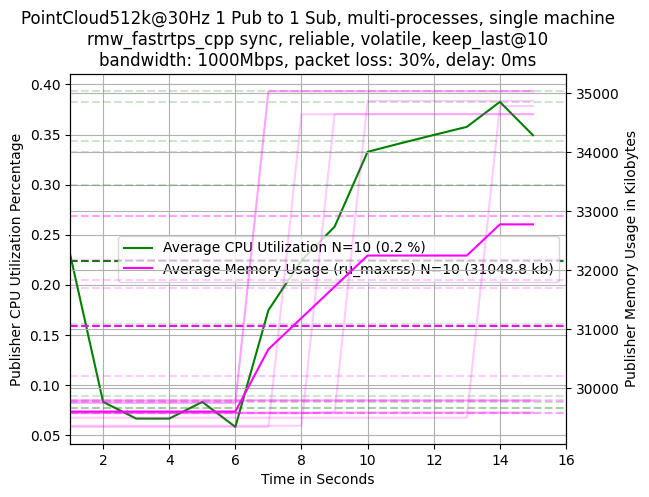 PointCloud512k@30Hz 1 Pub to 1 Sub, multi-processes, single machine
rmw_fastrtps_cpp sync, reliable, volatile, keep_last@10
bandwidth: 1000Mbps, packet loss: 30%, delay: 0ms
0.40
0.35
0.30
0.25
0.20
0.15
0.10
0.05
Publisher CPU Utilization Percentage
Average CPU Utilization N=10 (0.2 %)
Average Memory Usage (ru_maxrss) N=10 (31048.8 kb)
35000
34000
33000
32000
31000
30000
Publisher Memory Usage in Kilobytes
2 4 6 8 10 12 14 16
Time in Seconds